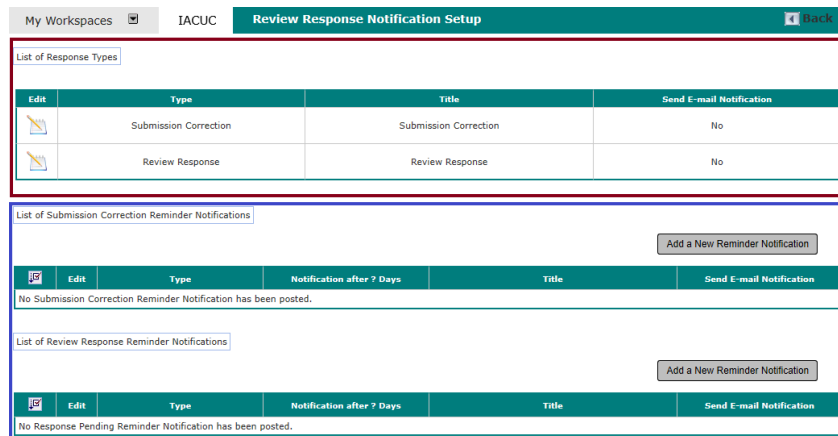 My Workspaces IACUC Review Response Notification Setup Back
List of Response Types
Edit Type Title Send E-mail Notification
Submission Correction Submission Correction No
Review Response Review Response No
List of Submission Correction Reminder Notifications
Add a New Reminder Notification
Edit Type Notification after ? Days Title Send E-mail Notification
No Submission Correction Reminder Notification has been posted.
List of Review Response Reminder Notifications
Add a New Reminder Notification
Edit Type Notification after ? Days Title Send E-mail Notification
No Response Pending Reminder Notification has been posted.